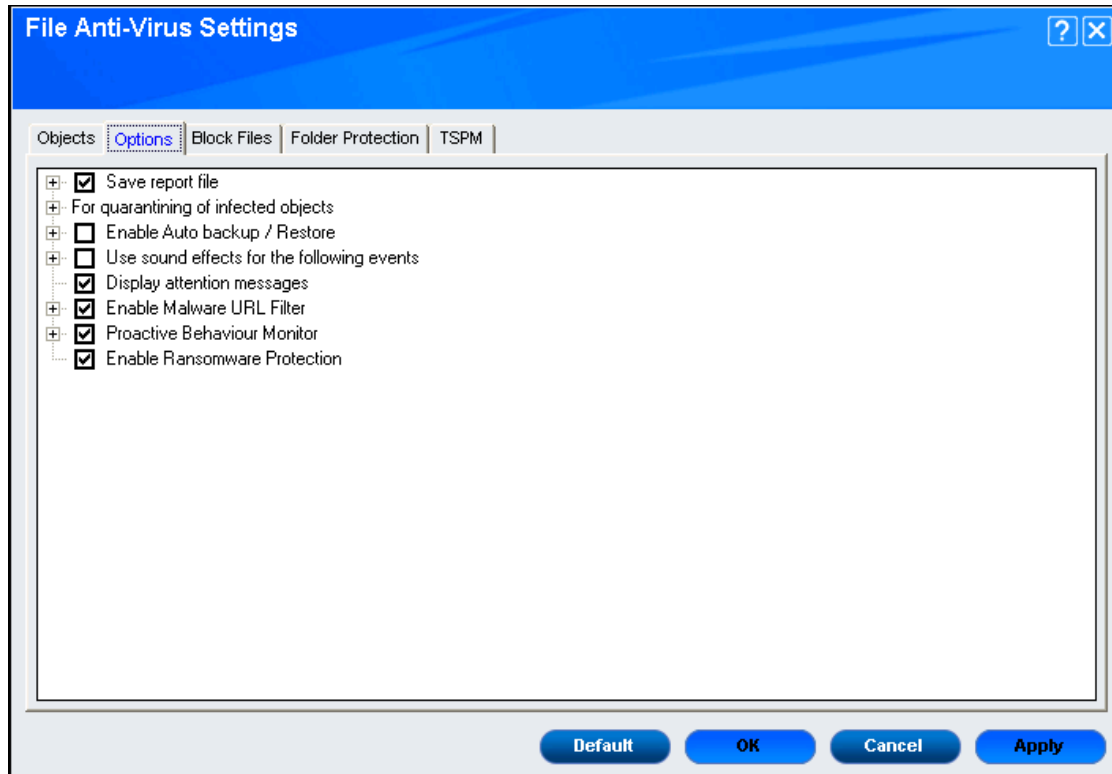 File Anti-Virus Settings
?
Objects Options Block Files Folder Protection TSPM
Save report file
For quarantining of infected objects
Enable Auto backup / Restore
Use sound effects for the following events
Display attention messages
Enable Malware URL Filter
Proactive Behaviour Monitor
Enable Ransomware Protection
Default OK Cancel Apply